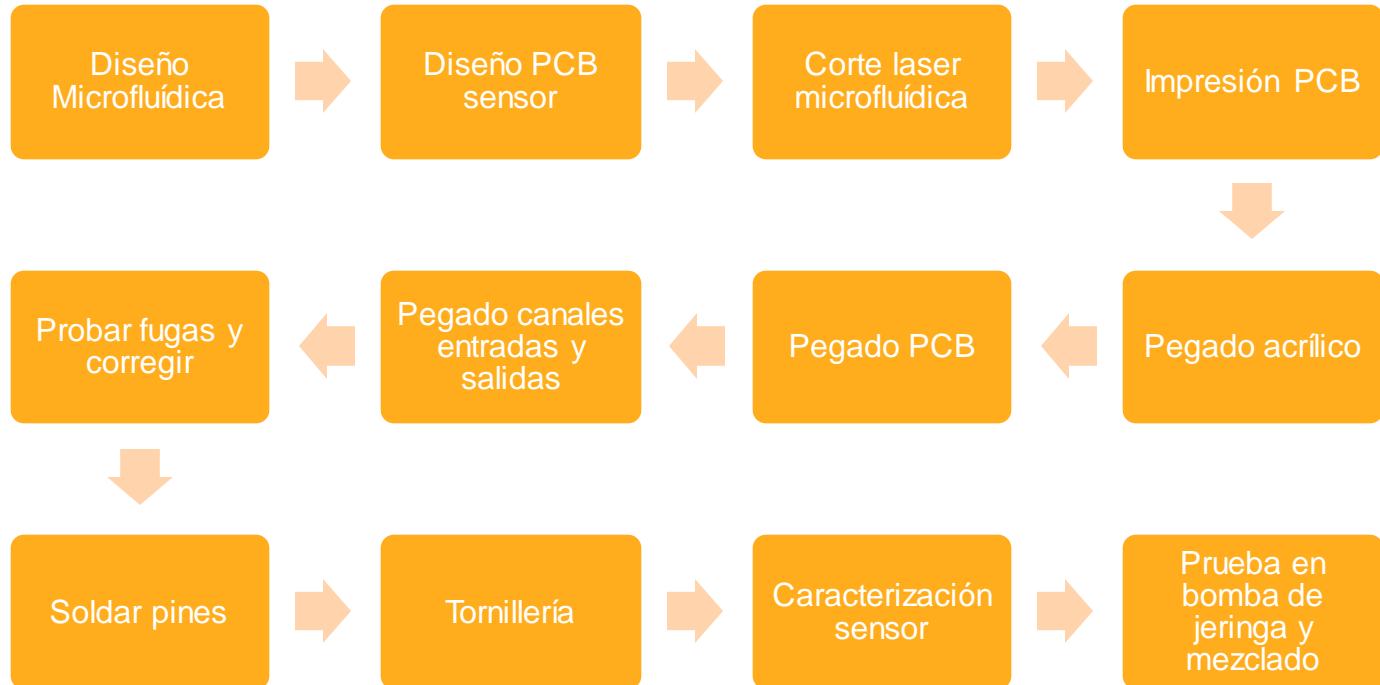 Diseño
Microfluídica
Diseño PCB
sensor
Corte laser
microfluídica
Impresión PCB
Pegado acrílico
Pegado PCB
Pegado canales
entradas y
salidas
Probar fugas y
corregir
Soldar pines
Tornillería
Caracterización
sensor
Prueba en
bomba de
jeringa y
mezclado